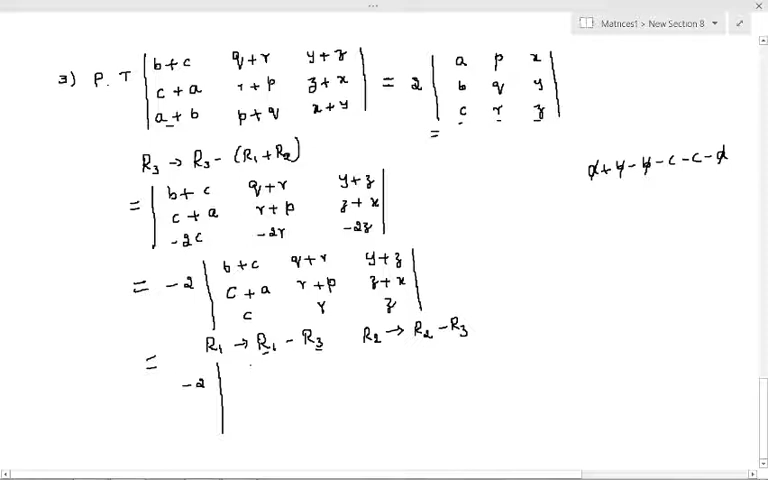 Matrices1 > New Section 8
3) P.T | b+c q+r y+z | = 2 | a p x |
| c+a r+p z+x | | b q y |
| a+b p+q x+y | | c r z |
=
R₃ → R₃ - (R₁+R₂)
a+b-b-c-c-a
= | b+c q+r y+z |
| c+a r+p z+x |
| -2c -2r -2z |
= -2 | b+c q+r y+z |
| c+a r+p z+x |
| c r z |
R₁ → R₁ - R₃ R₂ → R₂ - R₃
=
-2 |